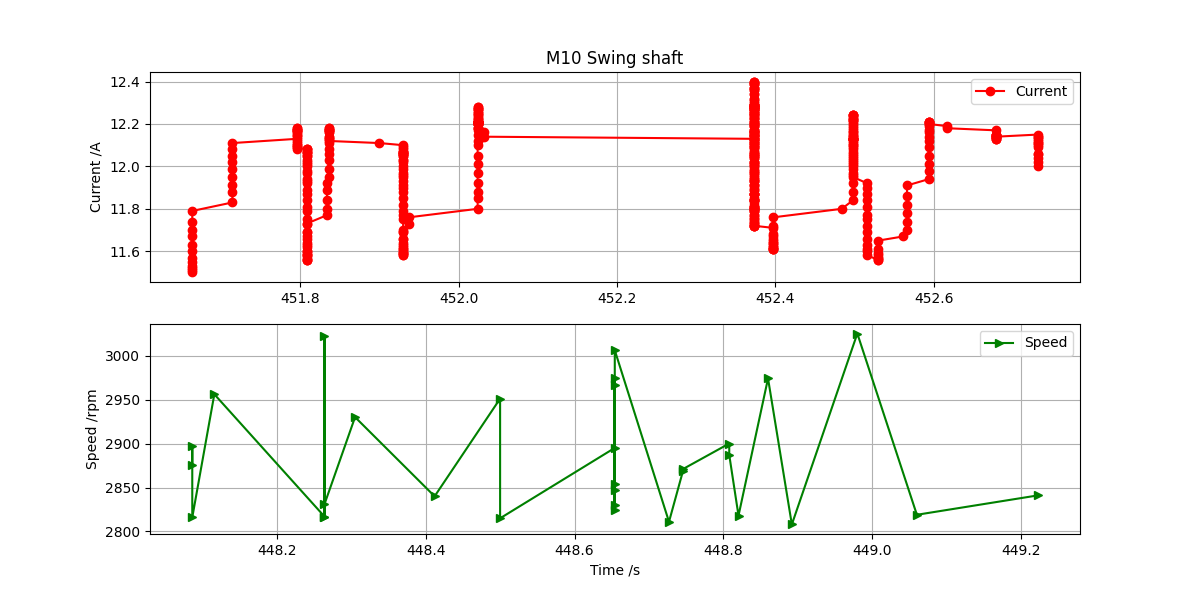 M10 Swing shaft
12.4
12.2
12.0
11.8
11.6
Current /A
Current
451.8 452.0 452.2 452.4 452.6
3000
2950
2900
2850
2800
Speed /rpm
Speed
448.2 448.4 448.6 448.8 449.0 449.2
Time /s